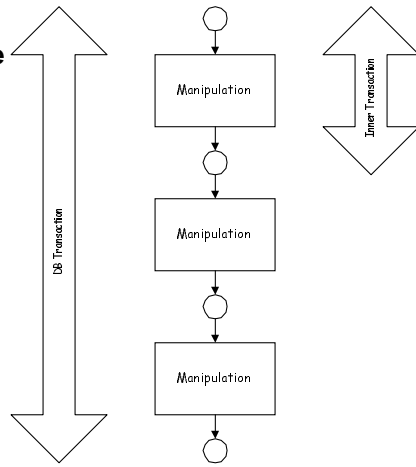 e
DB Transaction
Manipulation
Manipulation
Manipulation
Inner Transaction